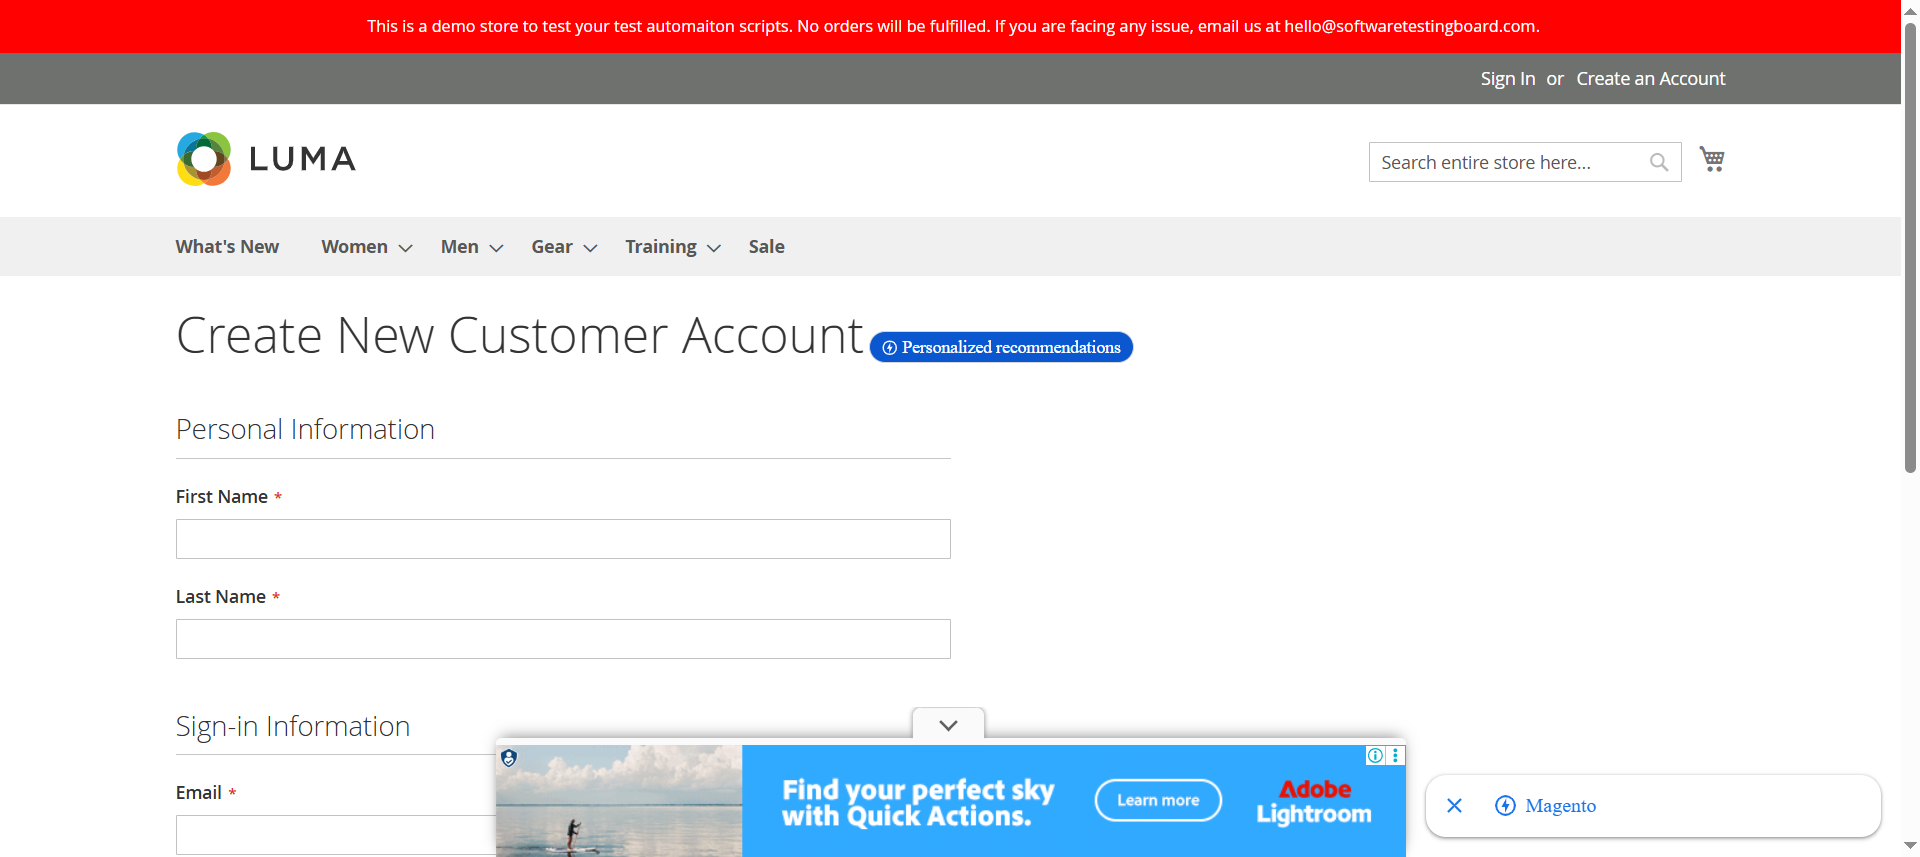 This is a demo store to test your test automaiton scripts. No orders will be fulfilled. If you are facing any issue, email us at hello@softwaretestingboard.com.
Sign In or Create an Account
LUMA
Search entire store here...
What's New Women Men Gear Training Sale
Create New Customer Account
Personalized recommendations
Personal Information
First Name *
Last Name *
Sign-in Information
Email *
Find your perfect sky
with Quick Actions.
Learn more
Adobe
Lightroom
Magento